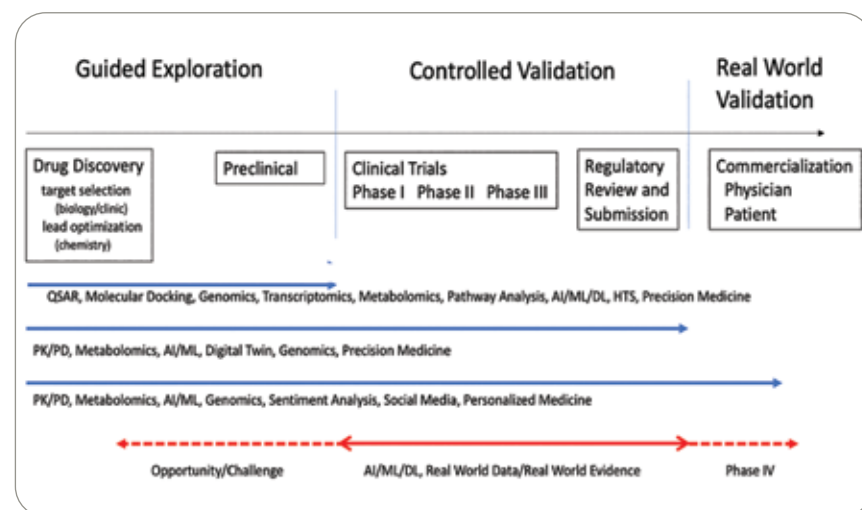 Guided Exploration
Controlled Validation
Real World
Validation
Drug Discovery
target selection
(biology/clinic)
lead optimization
(chemistry)
Preclinical
Clinical Trials
Phase I Phase II Phase III
Regulatory
Review and
Submission
Commercialization
Physician
Patient
QSAR, Molecular Docking, Genomics, Transcriptomics, Metabolomics, Pathway Analysis, AI/ML/DL, HTS, Precision Medicine
PK/PD, Metabolomics, AI/ML, Digital Twin, Genomics, Precision Medicine
PK/PD, Metabolomics, AI/ML, Genomics, Sentiment Analysis, Social Media, Personalized Medicine
Opportunity/Challenge
AI/ML/DL, Real World Data/Real World Evidence
Phase IV